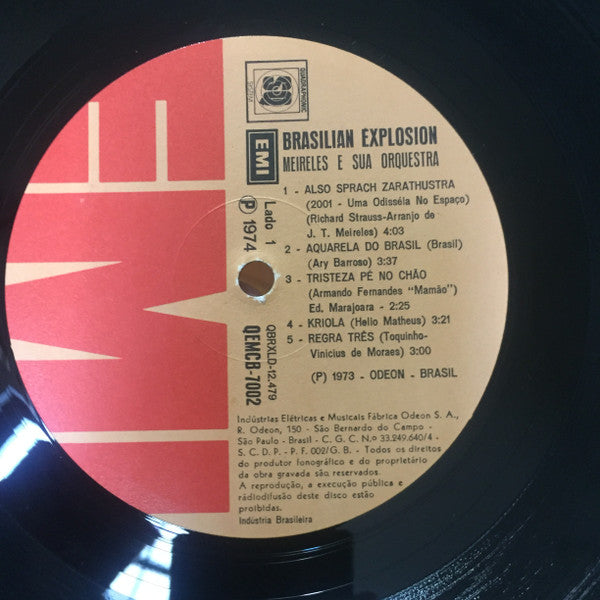 QUADRAPHONIC
EMI
BRASILIAN EXPLOSION
MEIRELES E SUA ORQUESTRA
Lado 1
Ⓟ 1974
QBRXLD-12.479
QEMCB-7002
1 - ALSO SPRACH ZARATHUSTRA
(2001 - Uma Odisséia No Espaço)
(Richard Strauss-Arranjo de
J. T. Meireles) 4:03
2 - AQUARELA DO BRASIL (Brasil)
(Ary Barroso) 3:37
3 - TRISTEZA PÉ NO CHÃO
(Armando Fernandes "Mamão")
Ed. Marajoara - 2:25
4 - KRIOLA (Helio Matheus) 3:21
5 - REGRA TRÊS (Toquinho-
Vinicius de Moraes) 3:00
(P) 1973 - ODEON - BRASIL
Indústrias Elétricas e Musicais Fábrica Odeon S. A.,
R. Odeon, 150 - São Bernardo do Campo -
São Paulo - Brasil - C. G. C. N.o 33.249.640/4 -
S. C. D. P. - P. F. 002/G. B. - Todos os direitos
do produtor fonográfico e do proprietário
da obra gravada são reservados.
A reprodução, a execução pública e
rádiodifusão deste disco estão
proibidas.
Indústria Brasileira
EMI